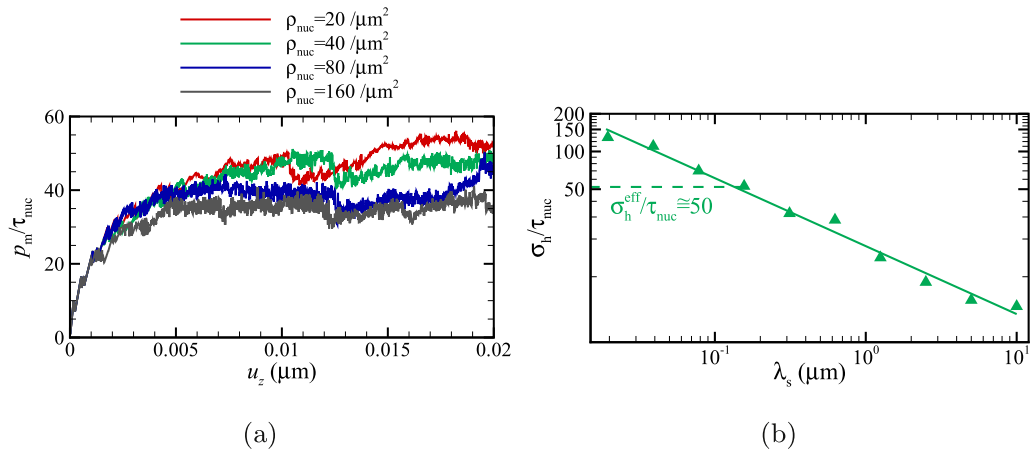 ρnuc=20 /μm²
ρnuc=40 /μm²
ρnuc=80 /μm²
ρnuc=160 /μm²
pm/τnuc
60
40
20
0
0 0.005 0.01 0.015 0.02
uz (μm)
(a)
σh/τnuc
200
150
100
50
σh^eff/τnuc≅50
10⁻¹ 10⁰ 10¹
λs (μm)
(b)